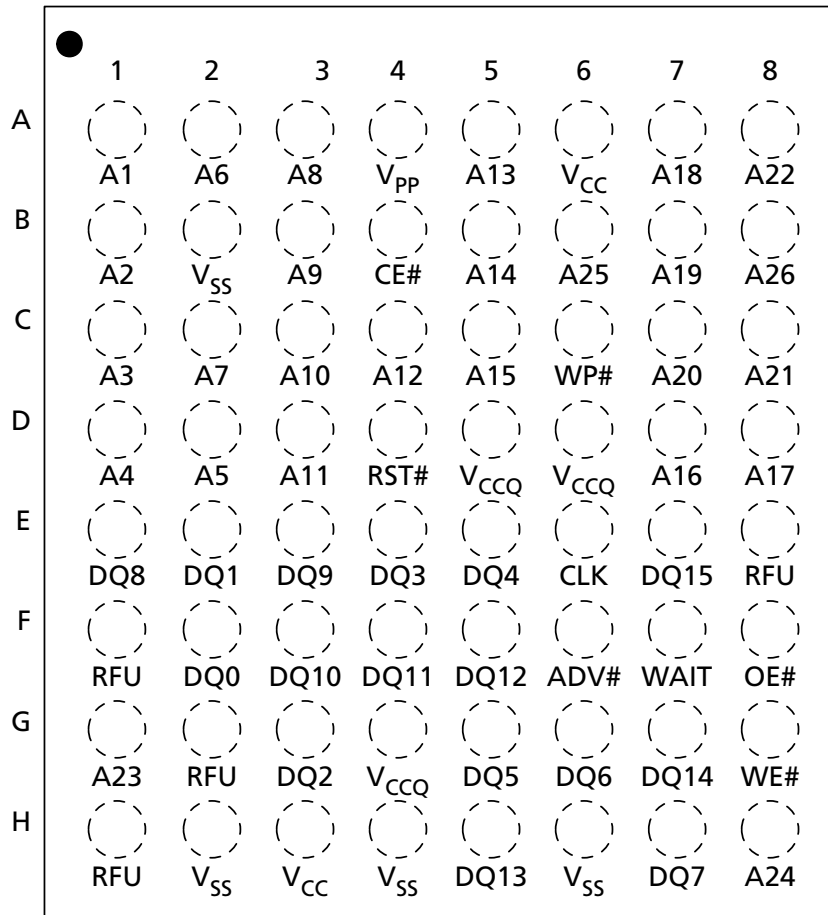 1 2 3 4 5 6 7 8
A
A1 A6 A8 VPP A13 VCC A18 A22
B
A2 VSS A9 CE# A14 A25 A19 A26
C
A3 A7 A10 A12 A15 WP# A20 A21
D
A4 A5 A11 RST# VCCQ VCCQ A16 A17
E
DQ8 DQ1 DQ9 DQ3 DQ4 CLK DQ15 RFU
F
RFU DQ0 DQ10 DQ11 DQ12 ADV# WAIT OE#
G
A23 RFU DQ2 VCCQ DQ5 DQ6 DQ14 WE#
H
RFU VSS VCC VSS DQ13 VSS DQ7 A24